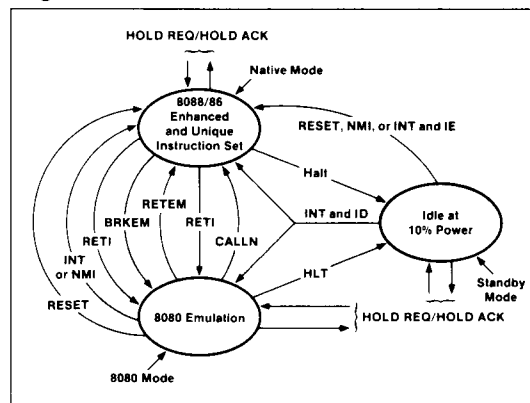 HOLD REQ/HOLD ACK
Native Mode
8088/86
Enhanced
and Unique
Instruction Set
RESET, NMI, or INT and IE
Halt
RETEM
BRKEM
RETI
RETI
CALLN
INT and ID
Idle at
10% Power
INT
or NMI
RESET
HLT
Standby
Mode
8080 Emulation
HOLD REQ/HOLD ACK
8080 Mode